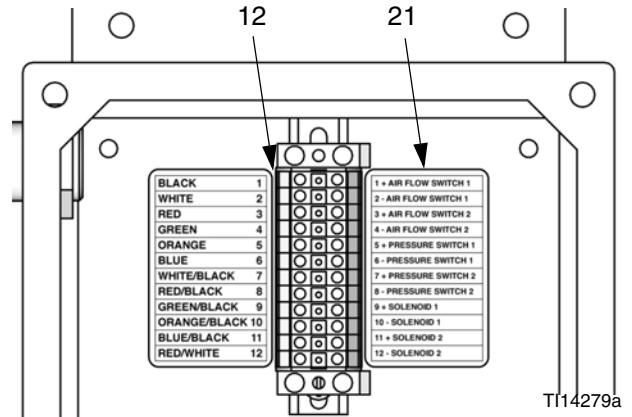 12 21
BLACK 1
WHITE 2
RED 3
GREEN 4
ORANGE 5
BLUE 6
WHITE/BLACK 7
RED/BLACK 8
GREEN/BLACK 9
ORANGE/BLACK 10
BLUE/BLACK 11
RED/WHITE 12
1 + AIR FLOW SWITCH 1
2 - AIR FLOW SWITCH 1
3 + AIR FLOW SWITCH 2
4 - AIR FLOW SWITCH 2
5 + PRESSURE SWITCH 1
6 - PRESSURE SWITCH 1
7 + PRESSURE SWITCH 2
8 - PRESSURE SWITCH 2
9 + SOLENOID 1
10 - SOLENOID 1
11 + SOLENOID 2
12 - SOLENOID 2
TI14279a